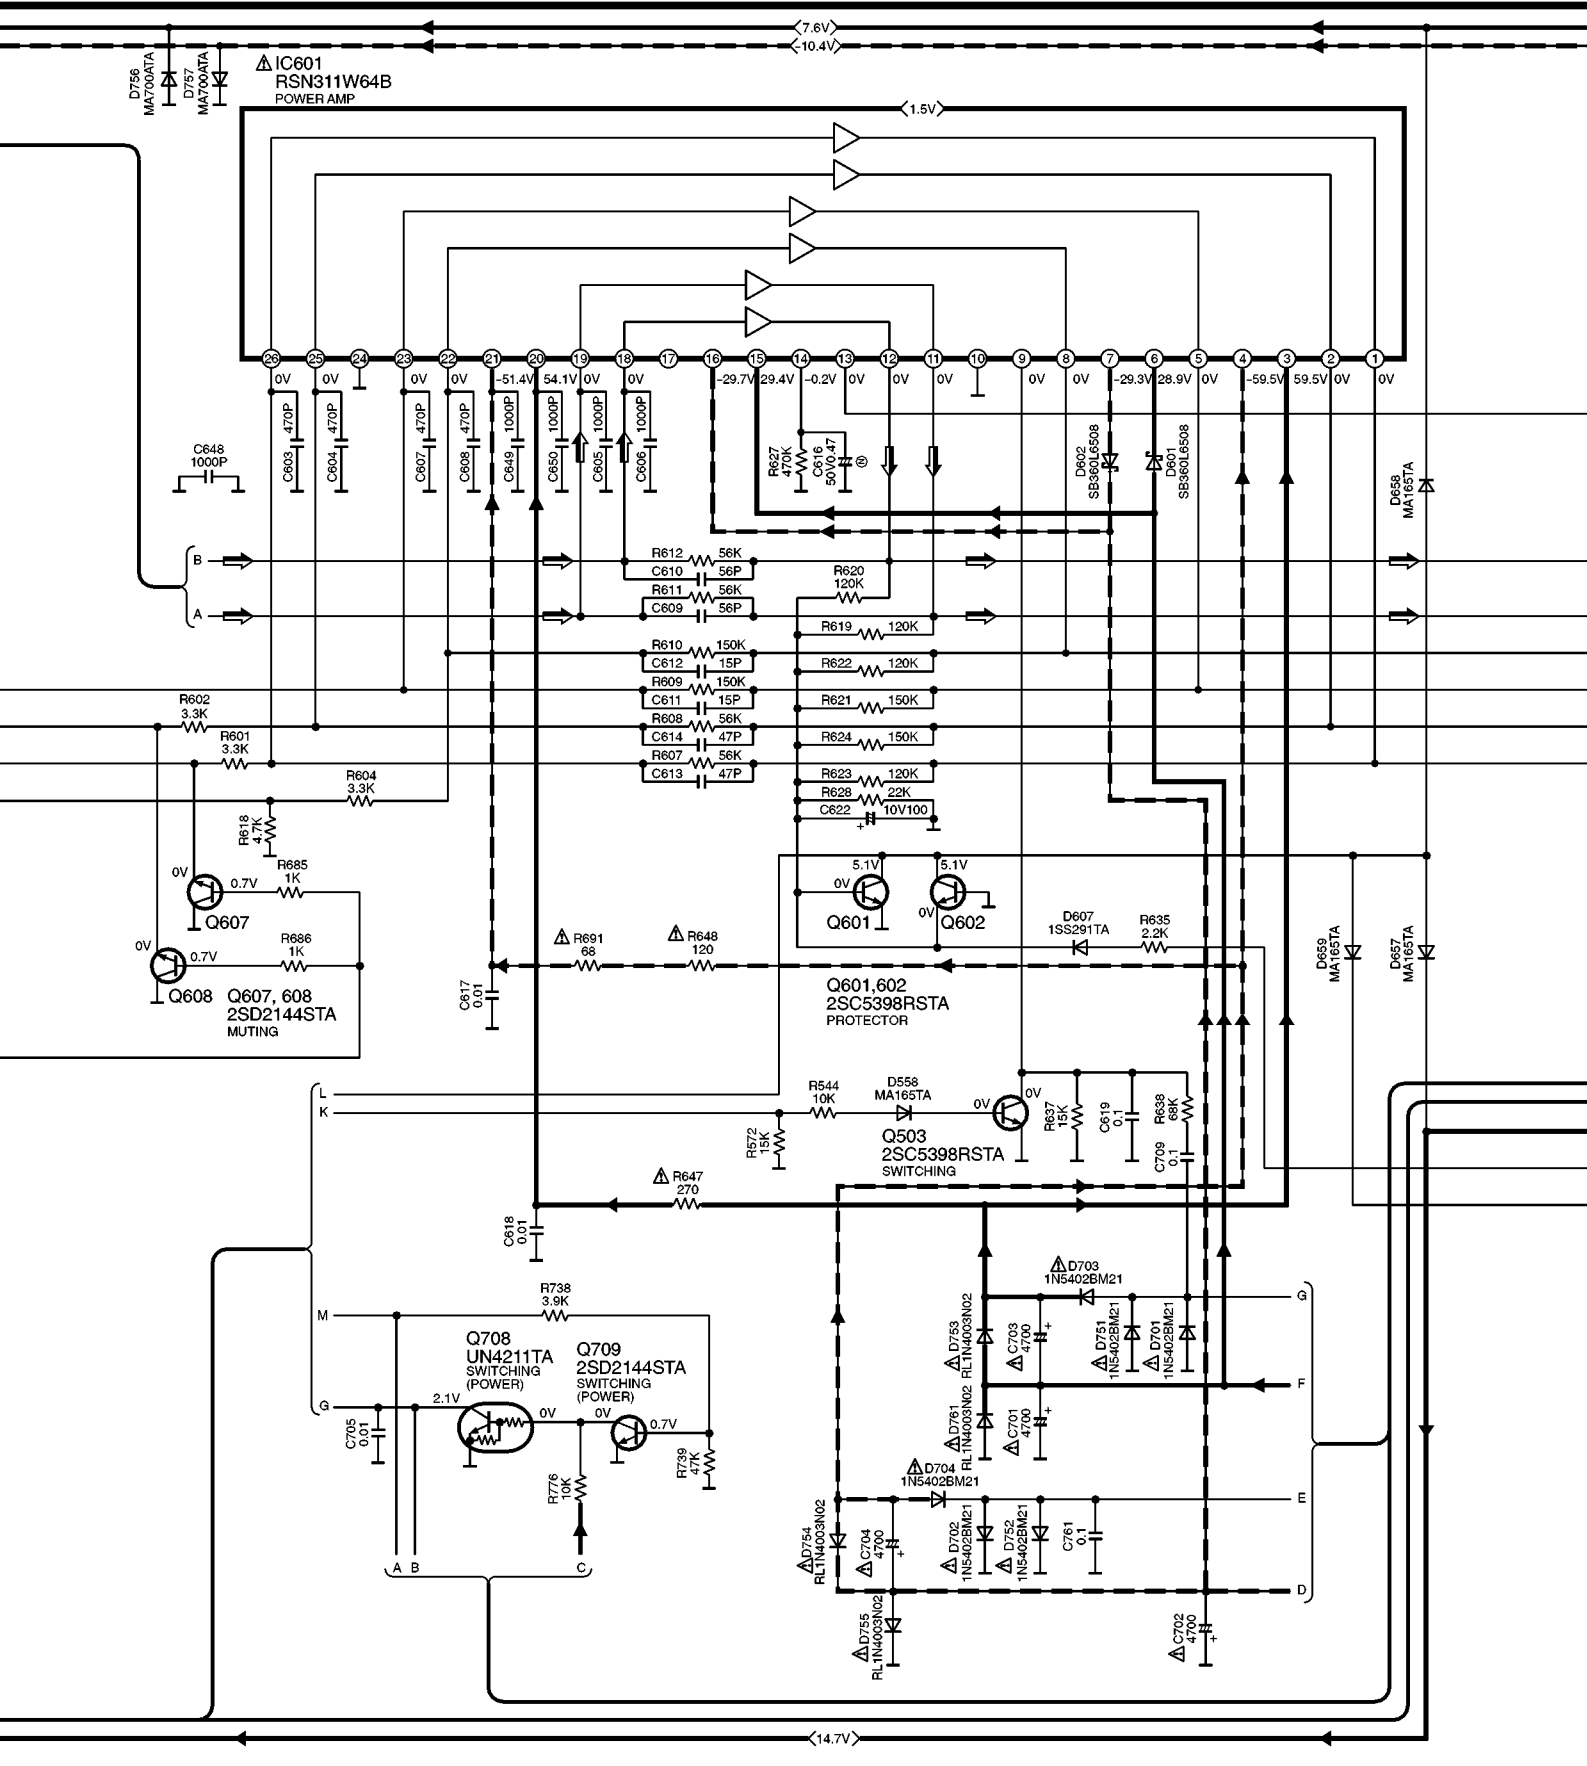 7.6V
-10.4V
D756
MA700ATA
D757
MA700ATA
IC601
RSN311W64B
POWER AMP
1.5V
26 25 24 23 22 21 20 19 18 17 16 15 14 13 12 11 10 9 8 7 6 5 4 3 2 1
0V 0V 0V 0V -51.4V 54.1V 0V 0V -29.7V 29.4V -0.2V 0V 0V 0V 0V 0V -29.3V 28.9V 0V -59.5V 59.5V 0V 0V
C648
1000P
C603
470P
C604
470P
C607
470P
C608
470P
C649
1000P
C650
1000P
C605
1000P
C606
1000P
R627
470K
C616
50V0.47
N
D602
SB360L6508
D601
SB360L6508
D658
MA165TA
B
A
R612 56K
C610 56P
R611 56K
C609 56P
R610 150K
C612 15P
R609 150K
C611 15P
R608 56K
C614 47P
R607 56K
C613 47P
R620
120K
R619 120K
R622 120K
R621 150K
R624 150K
R623 120K
R628 22K
C622 10V100
+
R602
3.3K
R601
3.3K
R604
3.3K
R618
4.7K
R685
1K
0V
0.7V
Q607
R686
1K
0V
0.7V
Q608
Q607, 608
2SD2144STA
MUTING
5.1V 5.1V
0V
0V
Q601 Q602
D607
1SS291TA
R635
2.2K
D659
MA165TA
D657
MA165TA
R691
68
R648
120
C617
0.01
Q601,602
2SC5398RSTA
PROTECTOR
L
K
R544
10K
D558
MA165TA
0V
0V
R572
15K
Q503
2SC5398RSTA
SWITCHING
R637
15K
C619
0.1
R638
68K
C709
0.1
R647
270
C618
0.01
D703
1N5402BM21
G
D753
RL1N4003N02
C703
4700
+
D751
1N5402BM21
D701
1N5402BM21
F
D761
RL1N4003N02
C701
4700
+
M
R738
3.9K
Q708
UN4211TA
SWITCHING
(POWER)
Q709
2SD2144STA
SWITCHING
(POWER)
G
2.1V
0V
0V
0.7V
C705
0.01
R776
10K
R739
47K
A B C
D704
1N5402BM21
E
D754
RL1N4003N02
C704
4700
+
D702
1N5402BM21
D752
1N5402BM21
C761
0.1
D
D755
RL1N4003N02
C702
4700
+
14.7V